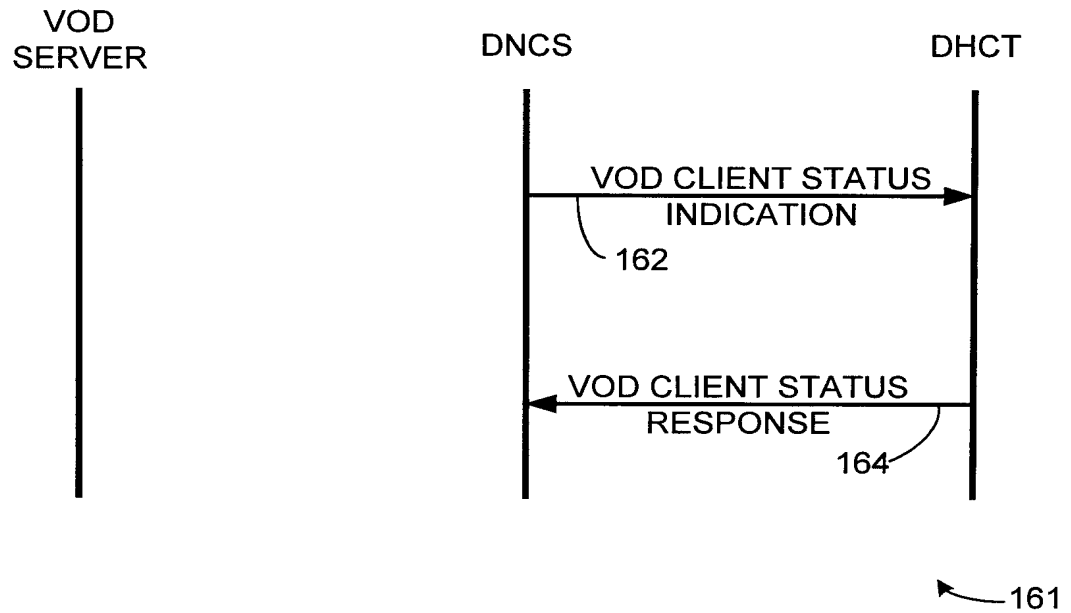 VOD
SERVER
DNCS
DHCT
VOD CLIENT STATUS
INDICATION
162
VOD CLIENT STATUS
RESPONSE
164
161